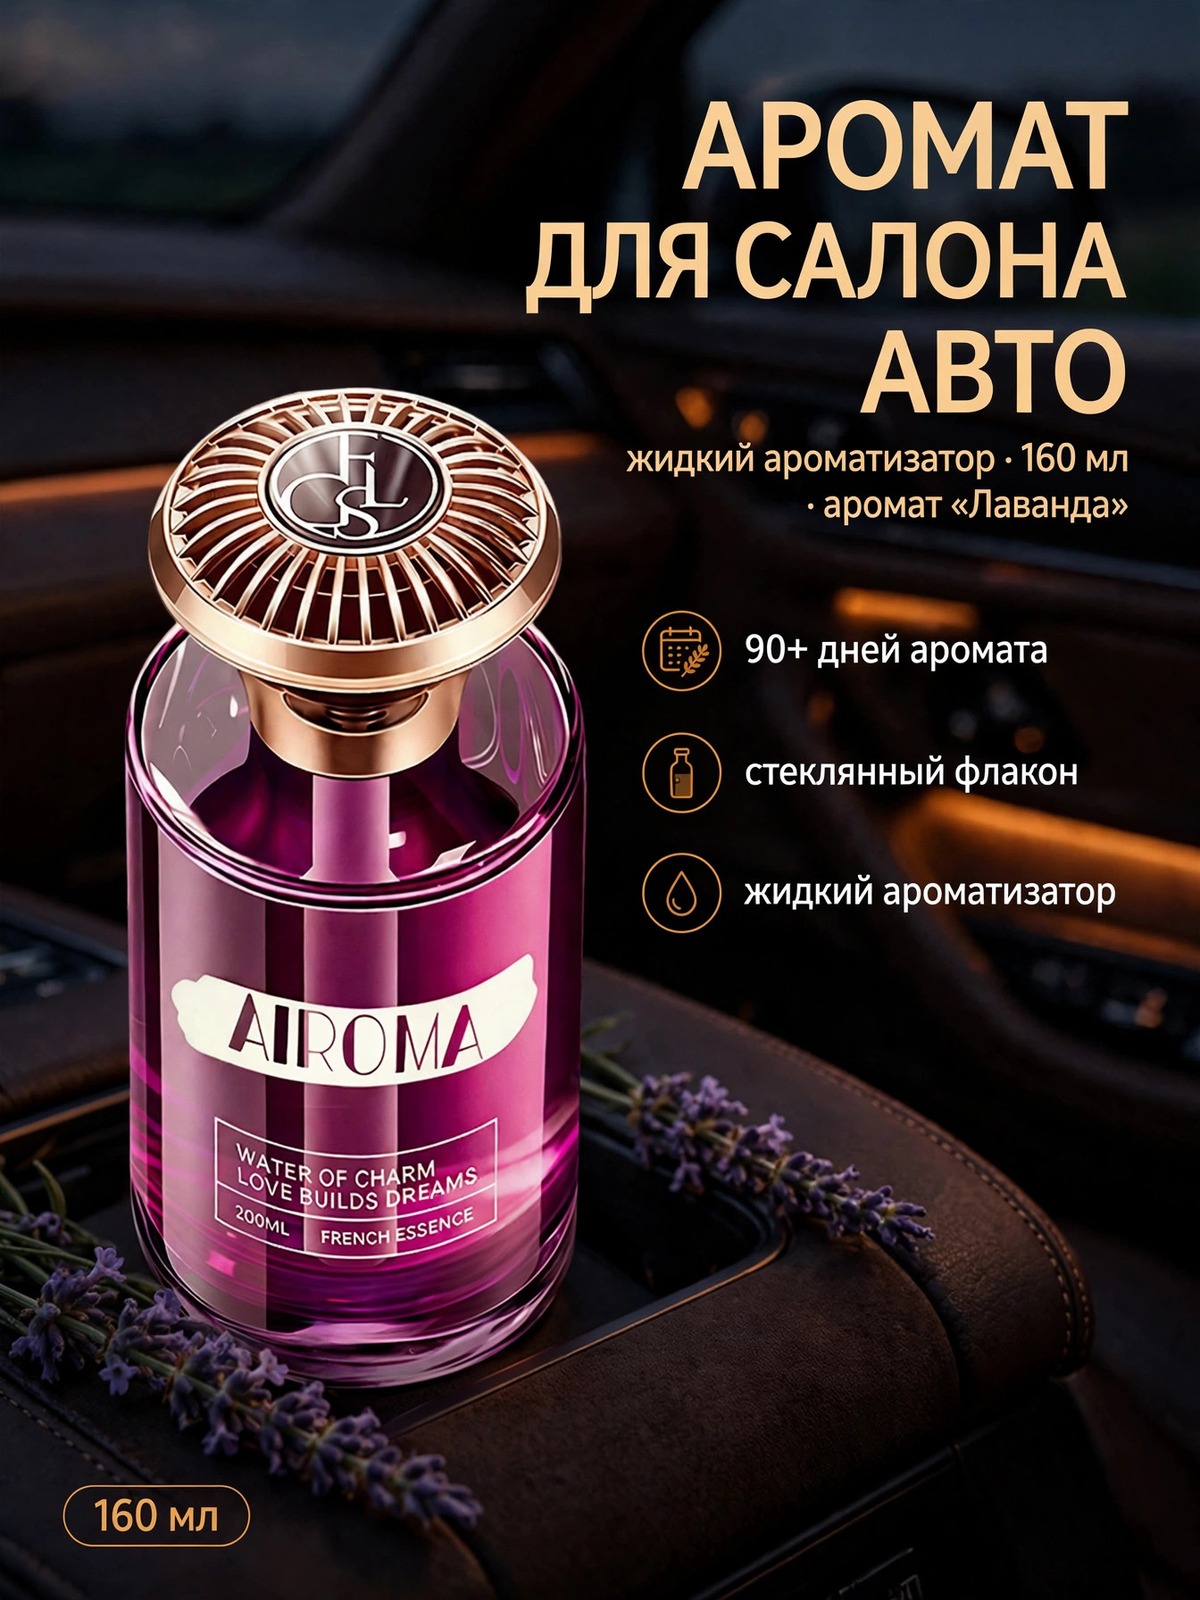 АРОМАТ
ДЛЯ САЛОНА
АВТО
жидкий ароматизатор · 160 мл
· аромат «Лаванда»
90+ дней аромата
стеклянный флакон
жидкий ароматизатор
AIROMA
WATER OF CHARM
LOVE BUILDS DREAMS
200ML FRENCH ESSENCE
160 мл